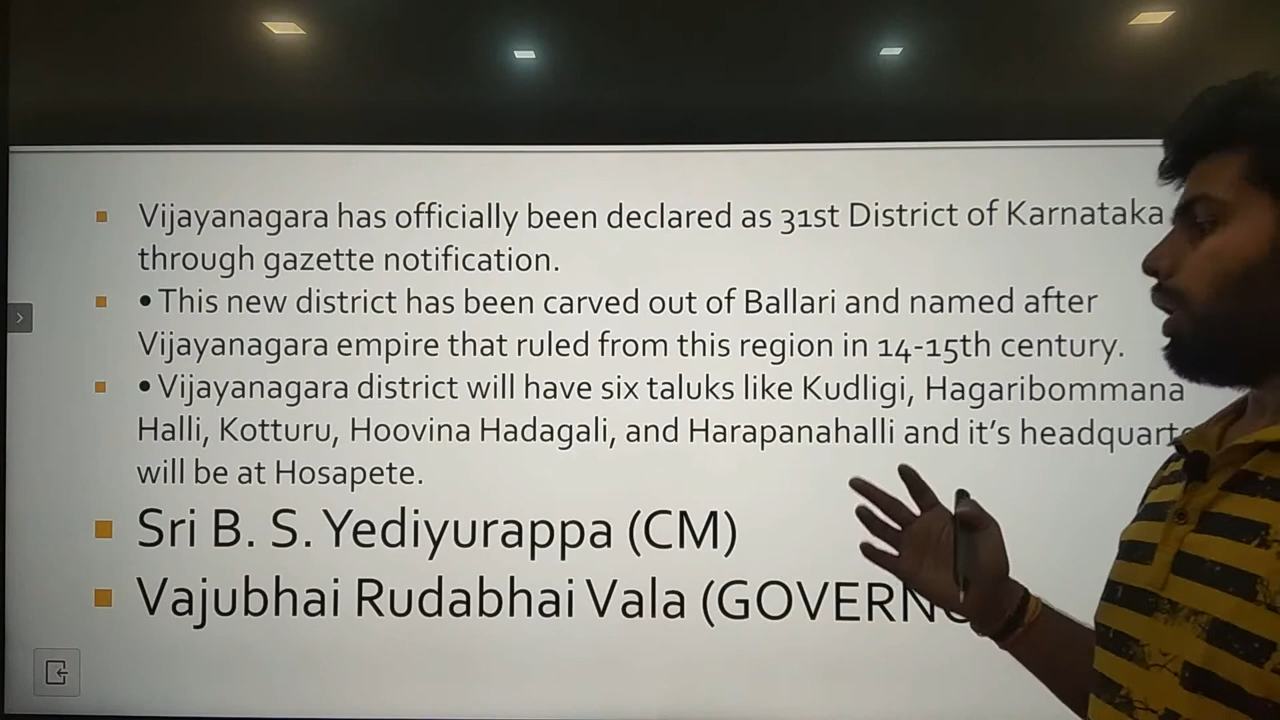 Vijayanagara has officially been declared as 31st District of Karnataka
through gazette notification.
• This new district has been carved out of Ballari and named after
Vijayanagara empire that ruled from this region in 14-15th century.
• Vijayanagara district will have six taluks like Kudligi, Hagaribommana
Halli, Kotturu, Hoovina Hadagali, and Harapanahalli and it's
will be at Hosapete.
Sri B. S. Yediyurappa (CM)
Vajubhai Rudabhai Vala